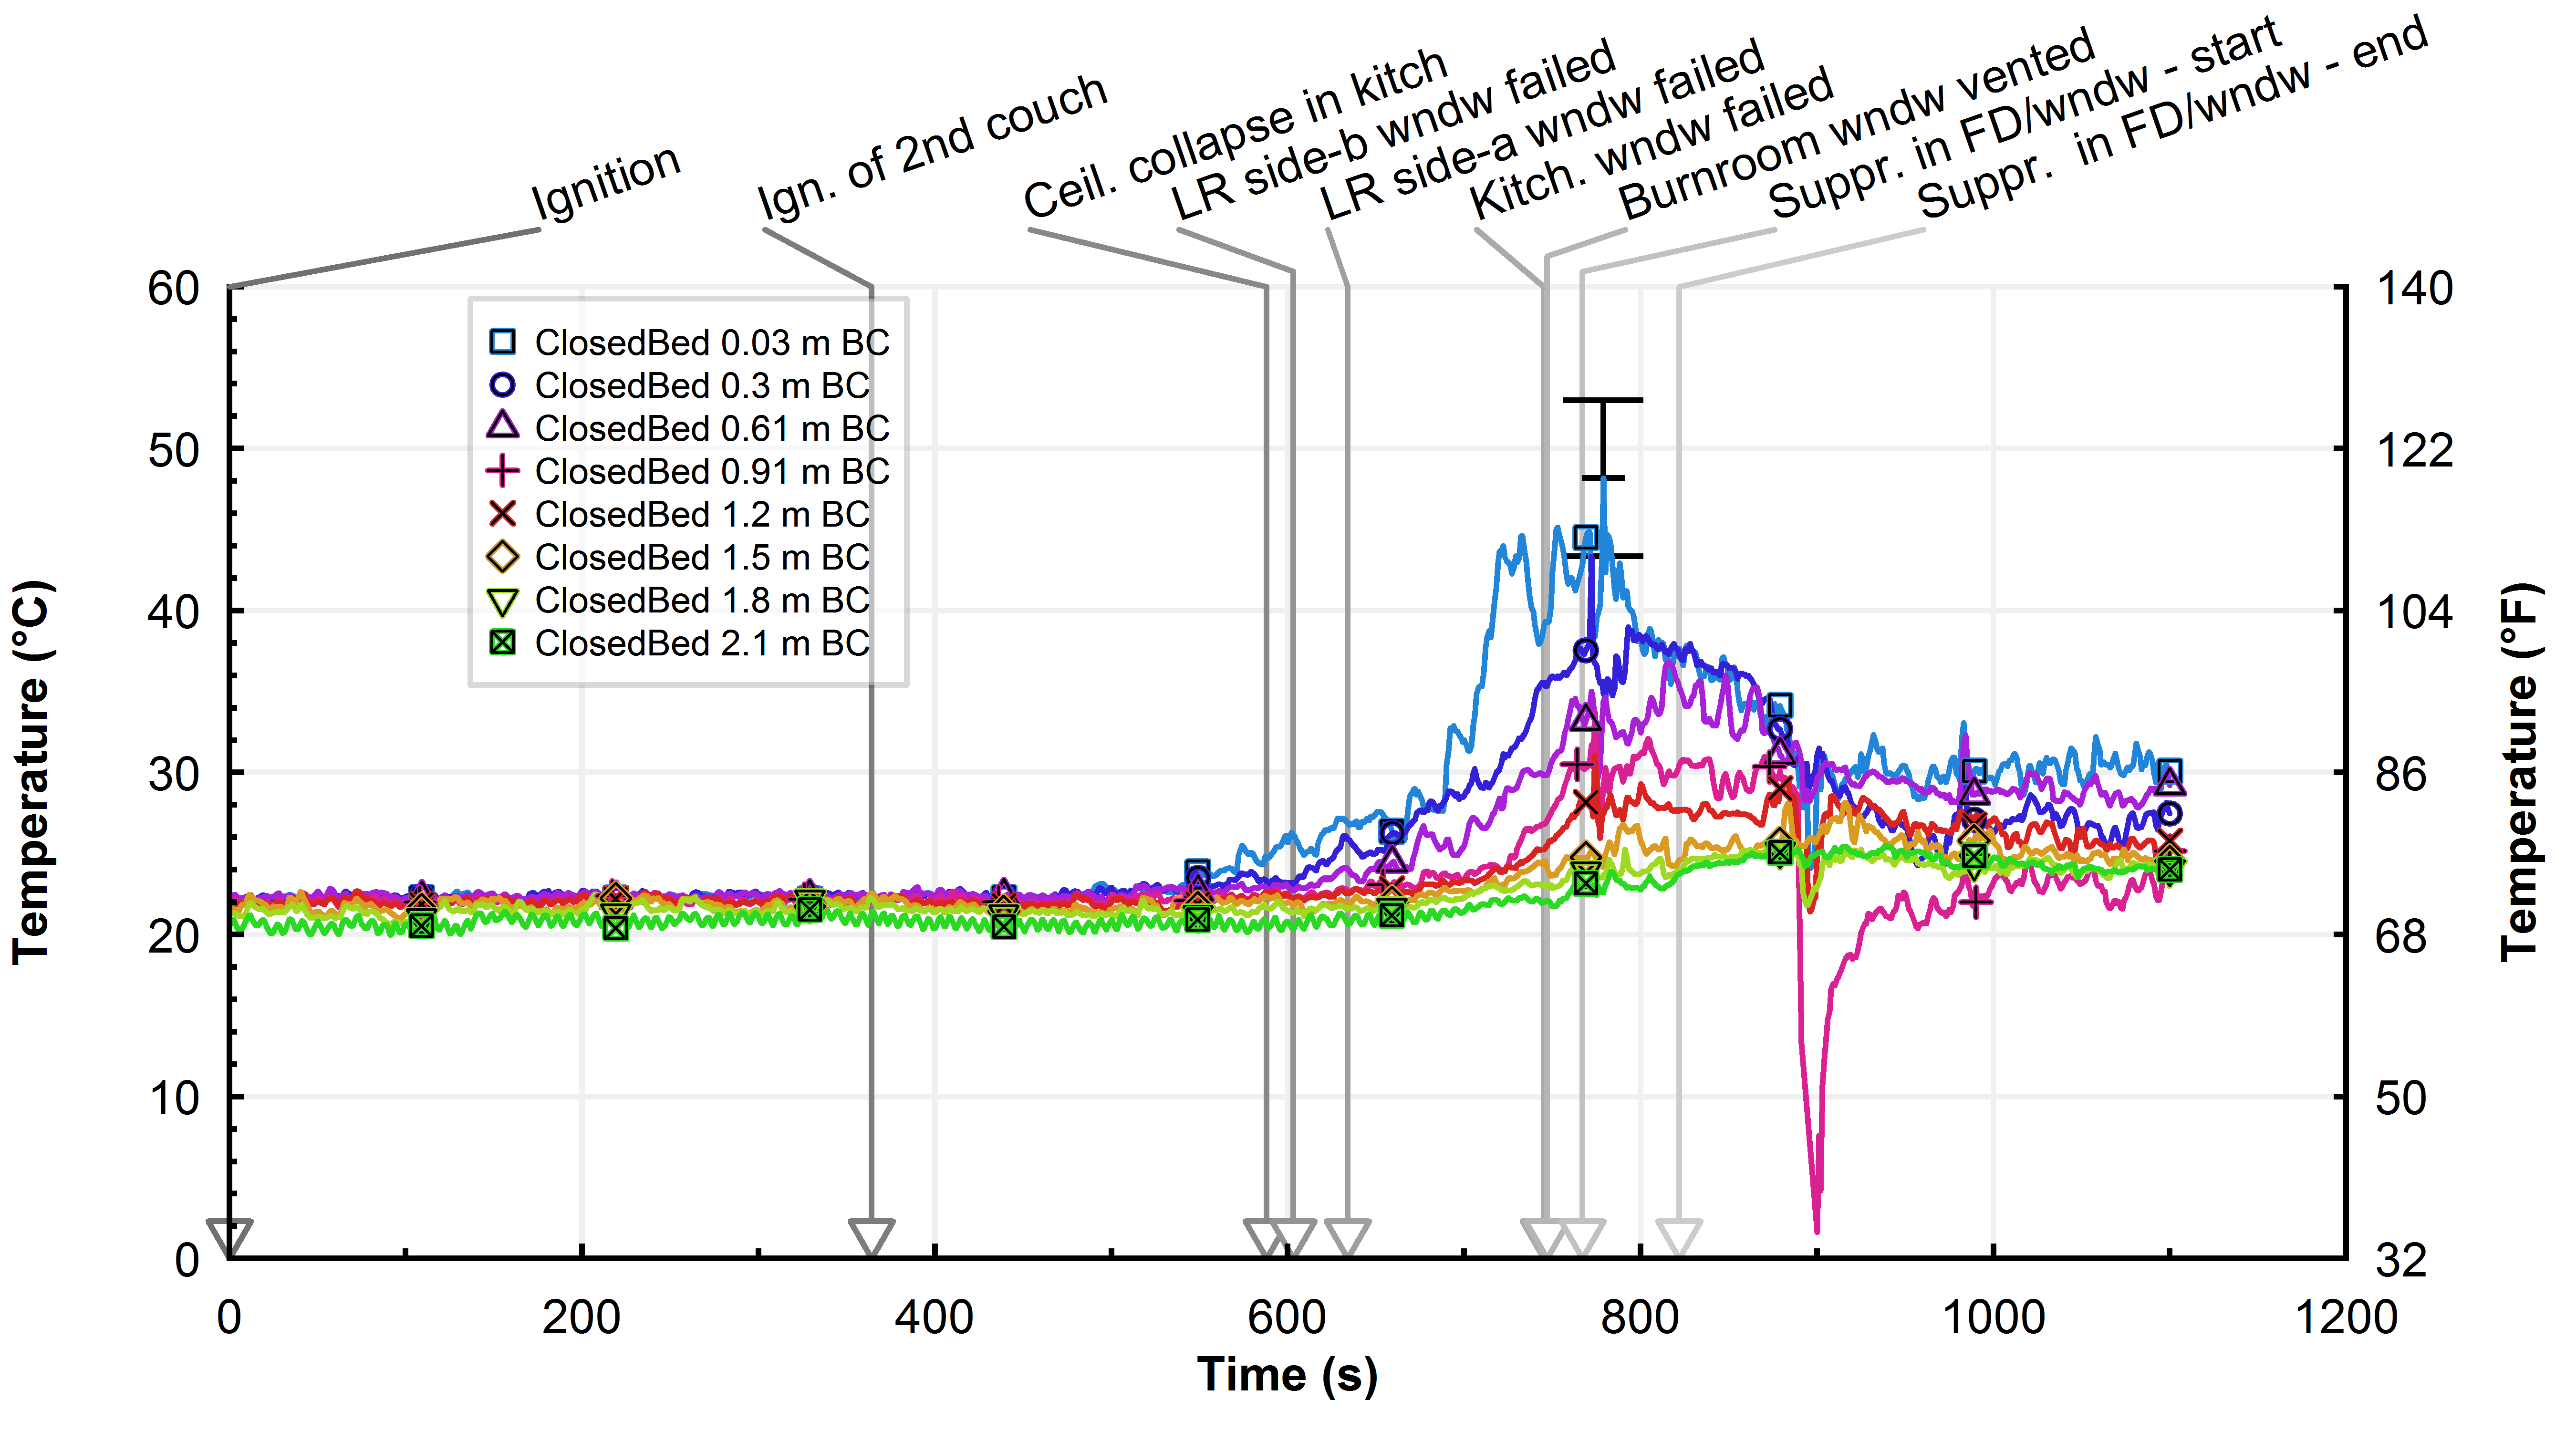 Ignition
Ign. of 2nd couch
Ceil. collapse in kitch
LR side-b wndw failed
LR side-a wndw failed
Kitch. wndw failed
Burnroom wndw vented
Suppr. in FD/wndw - start
Suppr.  in FD/wndw - end
60
50
40
30
20
10
0
Temperature (°C)
ClosedBed 0.03 m BC
ClosedBed 0.3 m BC
ClosedBed 0.61 m BC
ClosedBed 0.91 m BC
ClosedBed 1.2 m BC
ClosedBed 1.5 m BC
ClosedBed 1.8 m BC
ClosedBed 2.1 m BC
140
122
104
86
68
50
32
Temperature (°F)
0 200 400 600 800 1000 1200
Time (s)